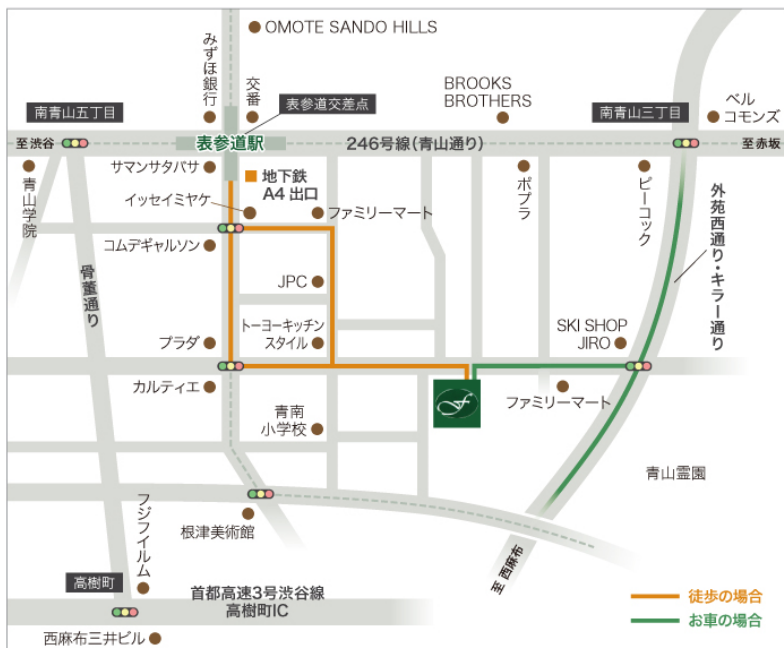 OMOTE SANDO HILLS
みずほ銀行
交番
表参道交差点
BROOKS
BROTHERS
南青山五丁目
南青山三丁目
ベル
コモンズ
至 渋谷
表参道駅
246号線(青山通り)
至 赤坂
青山学院
サマンサタバサ
地下鉄
A4 出口
イッセイミヤケ
ファミリーマート
ポプラ
ピーコック
外苑西通り・キラー通り
コムデギャルソン
骨董通り
JPC
プラダ
トーヨーキッチン
スタイル
SKI SHOP
JIRO
カルティエ
f
ファミリーマート
青南
小学校
青山霊園
根津美術館
フジフイルム
至 西麻布
高樹町
首都高速3号渋谷線
高樹町IC
徒歩の場合
お車の場合
西麻布三井ビル